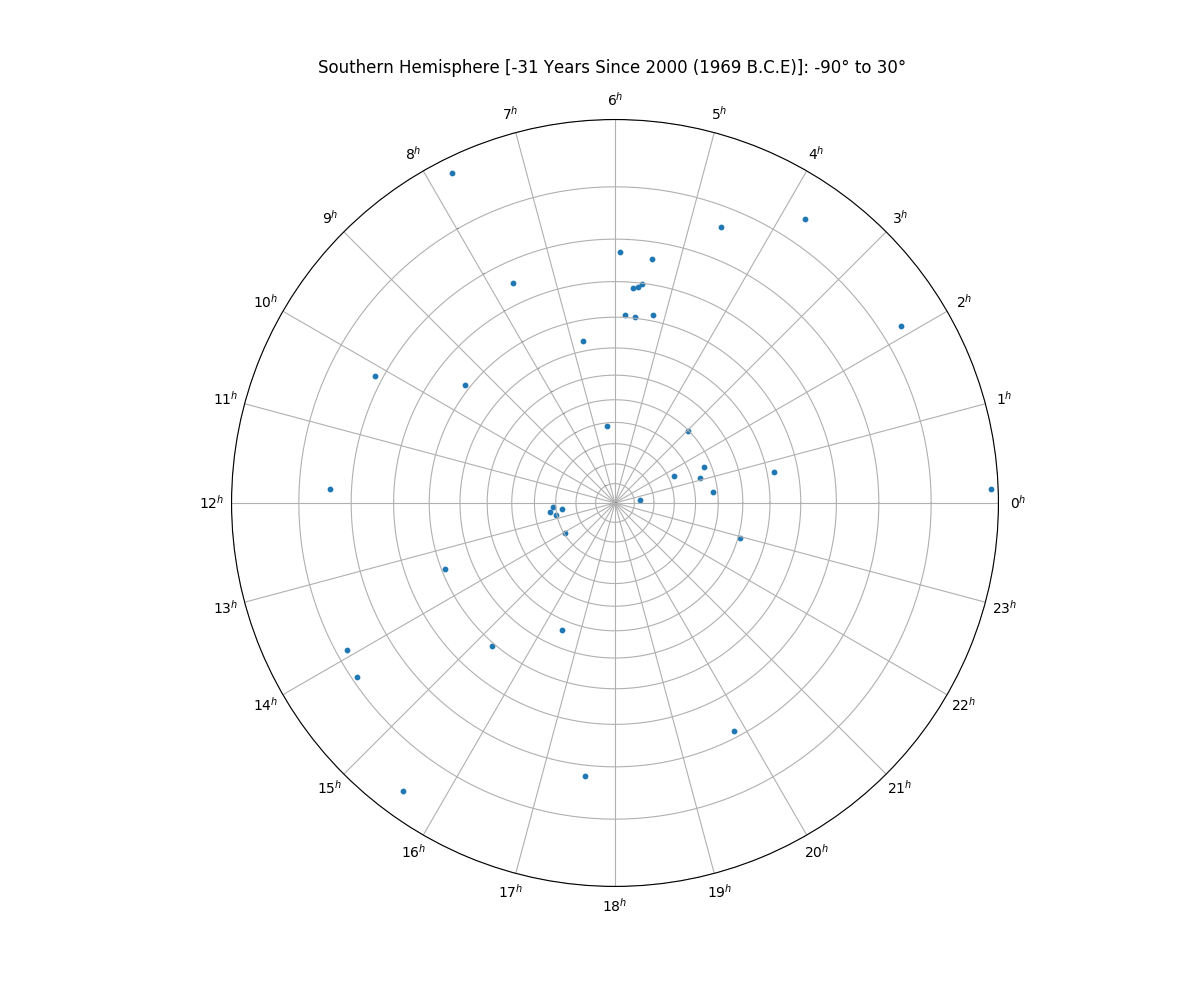 Southern Hemisphere [-31 Years Since 2000 (1969 B.C.E)]: -90° to 30°
6ʰ
7ʰ
5ʰ
8ʰ
4ʰ
9ʰ
3ʰ
10ʰ
2ʰ
11ʰ
1ʰ
12ʰ
0ʰ
13ʰ
23ʰ
14ʰ
22ʰ
15ʰ
21ʰ
16ʰ
20ʰ
17ʰ
19ʰ
18ʰ